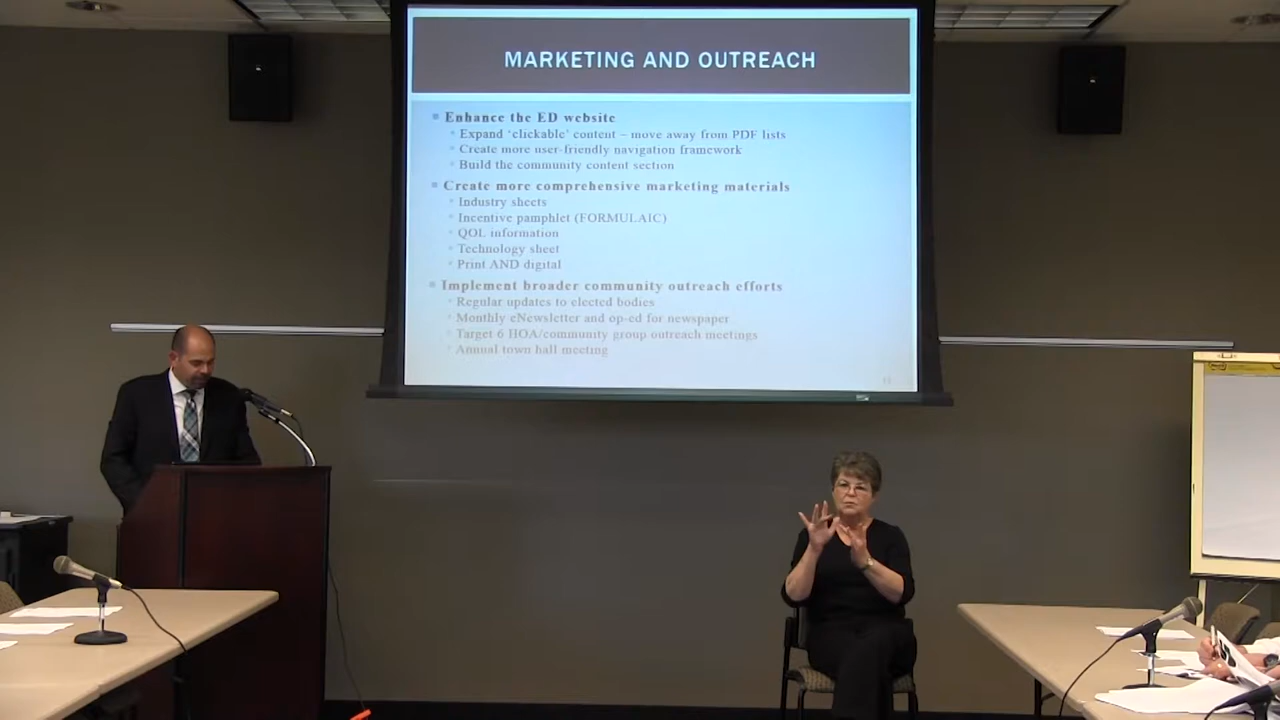 MARKETING AND OUTREACH
Enhance the ED website
Expand ‘clickable’ content – move away from PDF lists
Create more user-friendly navigation framework
Build the community content section
Create more comprehensive marketing materials
Industry sheets
Incentive pamphlet (FORMULAIC)
QOL information
Technology sheet
Print AND digital
Implement broader community outreach efforts
Regular updates to elected bodies
Monthly eNewsletter and op-ed for newspaper
Target 6 HOA/community group outreach meetings
Annual town hall meeting